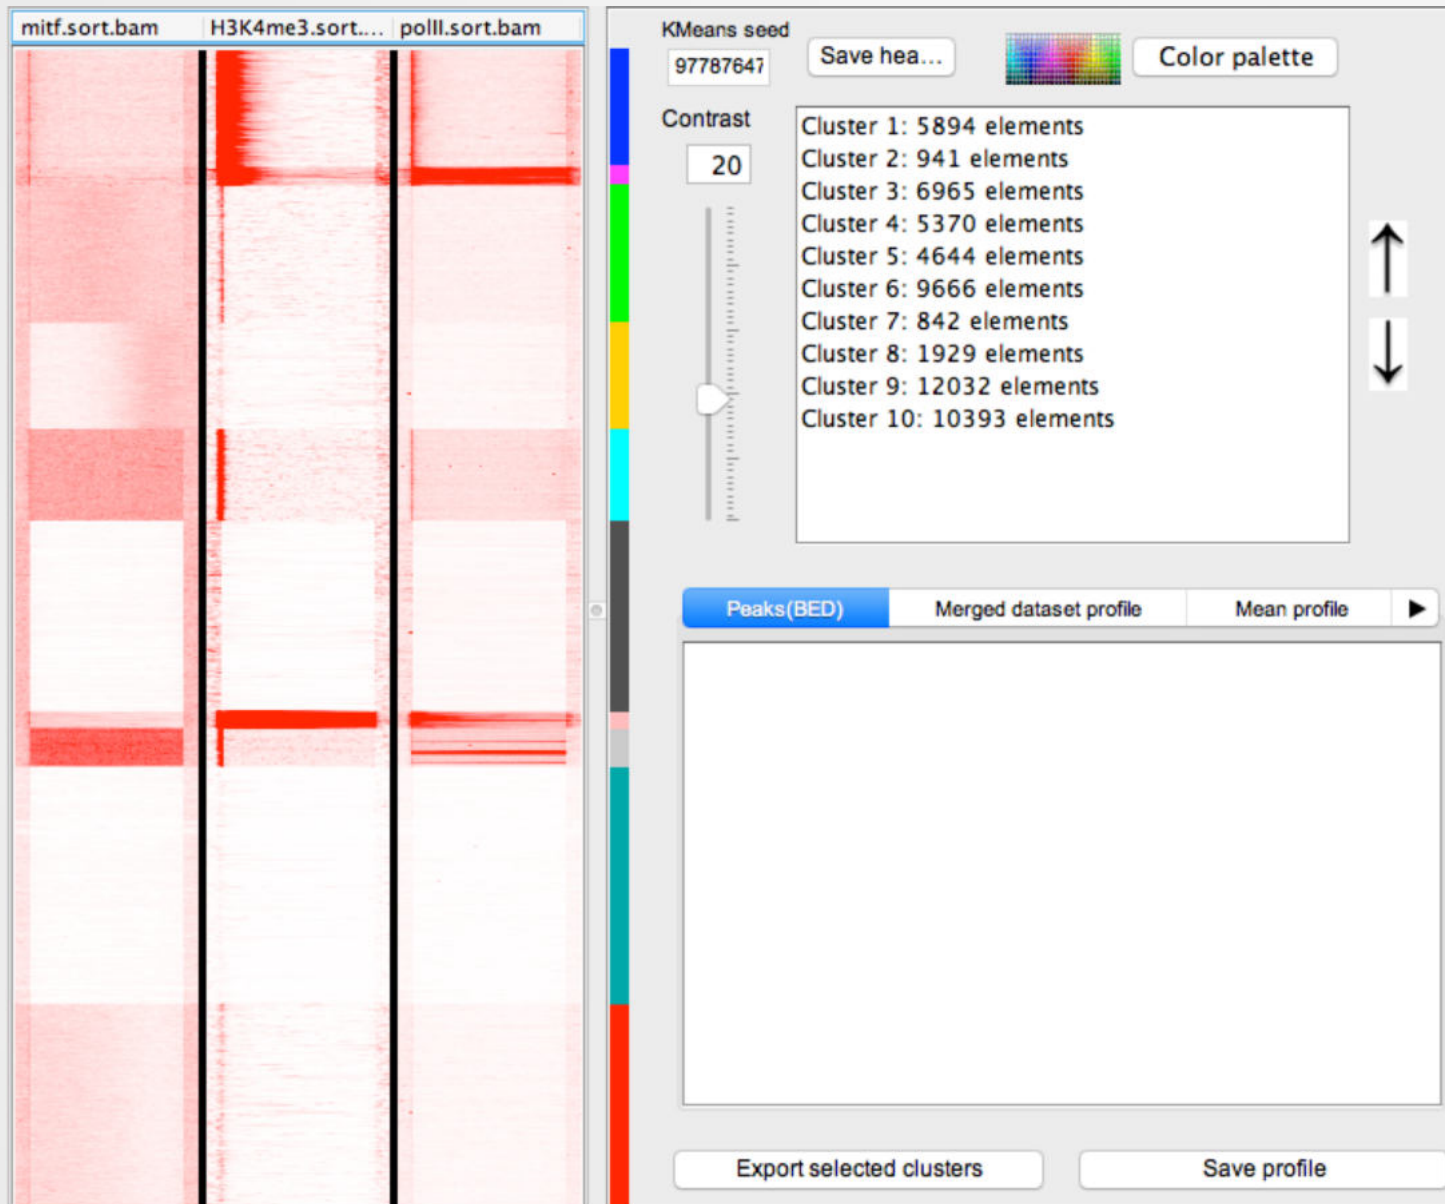 mitf.sort.bam H3K4me3.sort.... polII.sort.bam
KMeans seed
97787647
Save hea...
Color palette
Contrast
20
Cluster 1: 5894 elements
Cluster 2: 941 elements
Cluster 3: 6965 elements
Cluster 4: 5370 elements
Cluster 5: 4644 elements
Cluster 6: 9666 elements
Cluster 7: 842 elements
Cluster 8: 1929 elements
Cluster 9: 12032 elements
Cluster 10: 10393 elements
Peaks(BED) Merged dataset profile Mean profile
Export selected clusters Save profile